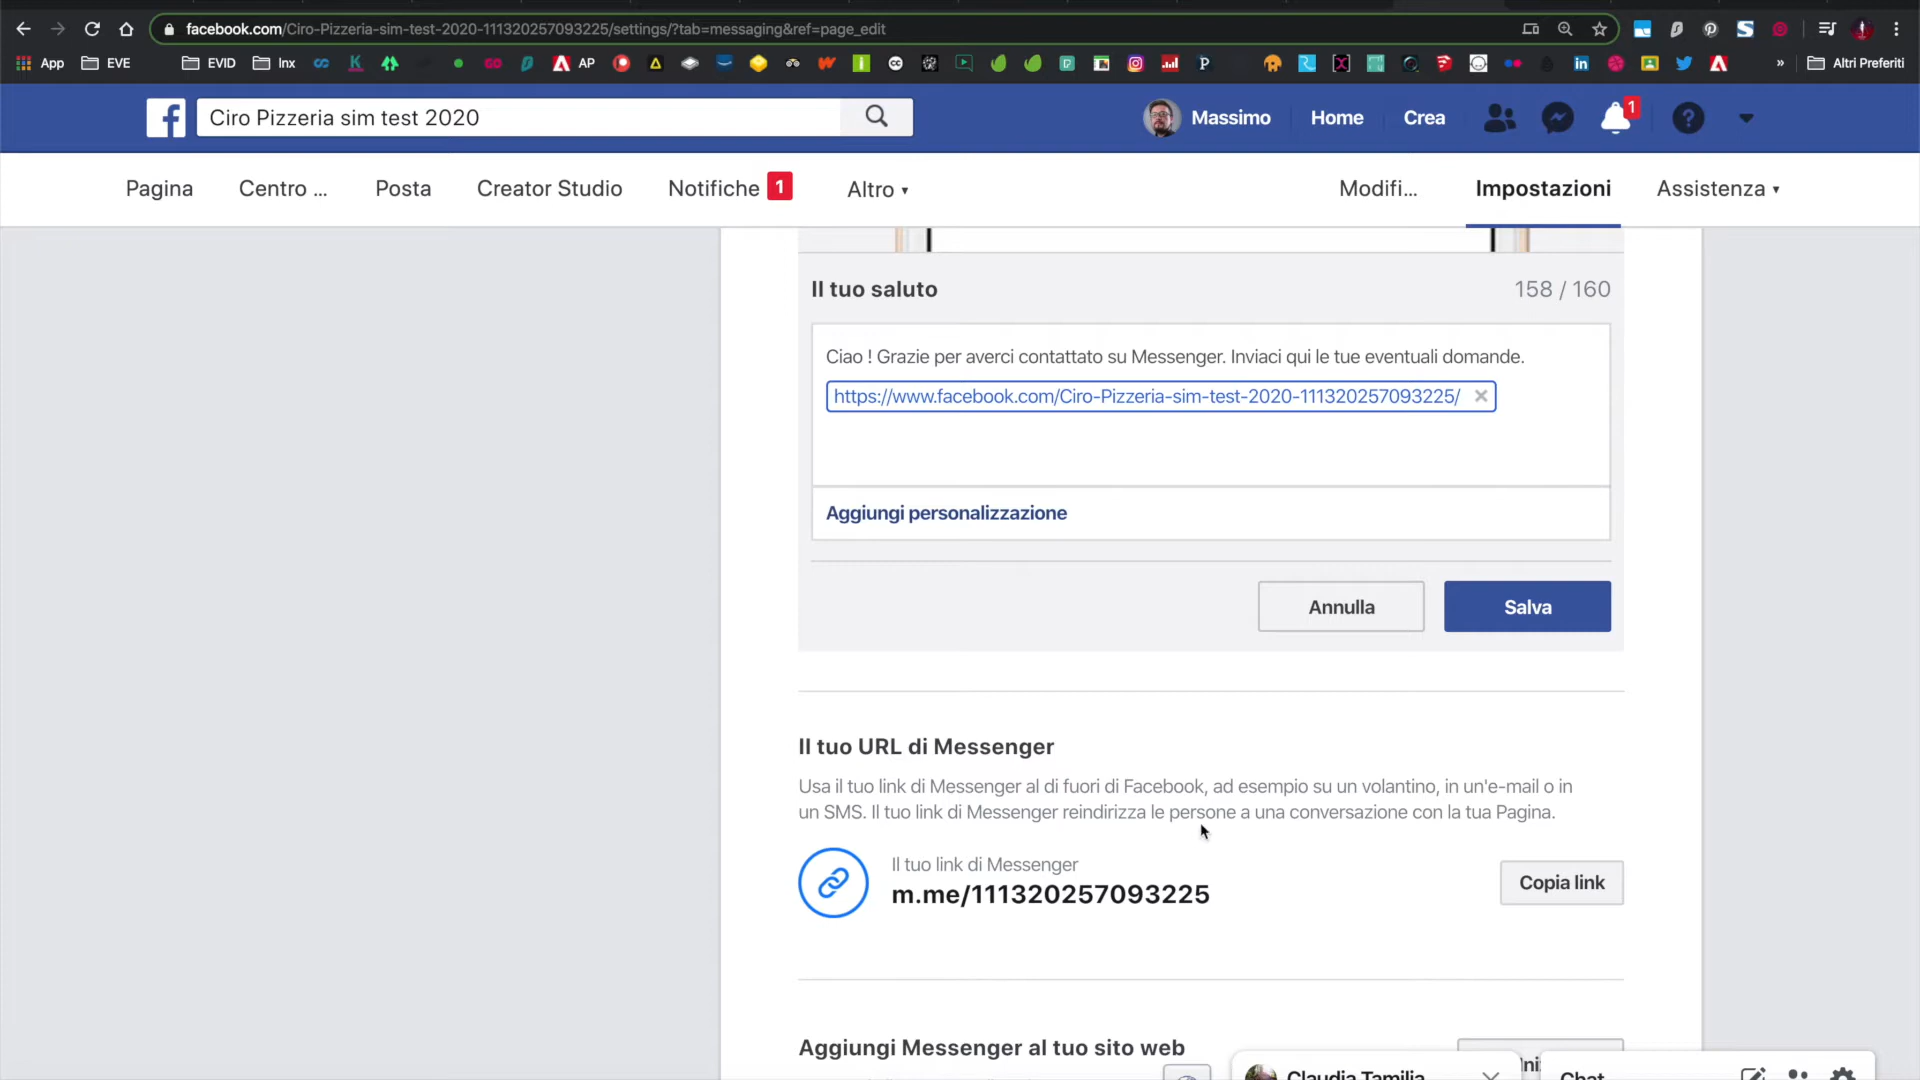 facebook.com/Ciro-Pizzeria-sim-test-2020-111320257093225/settings/?tab=messaging&ref=page_edit
App EVE EVID Inx AP Altri Preferiti
Ciro Pizzeria sim test 2020
Massimo Home Crea 1
Pagina Centro ... Posta Creator Studio Notifiche 1 Altro Modifi... Impostazioni Assistenza
Il tuo saluto 158 / 160
Ciao ! Grazie per averci contattato su Messenger. Inviaci qui le tue eventuali domande.
https://www.facebook.com/Ciro-Pizzeria-sim-test-2020-111320257093225/
Aggiungi personalizzazione
Annulla Salva
Il tuo URL di Messenger
Usa il tuo link di Messenger al di fuori di Facebook, ad esempio su un volantino, in un'e-mail o in
un SMS. Il tuo link di Messenger reindirizza le persone a una conversazione con la tua Pagina.
Il tuo link di Messenger
m.me/111320257093225
Copia link
Aggiungi Messenger al tuo sito web
Claudia Tamilia Chat